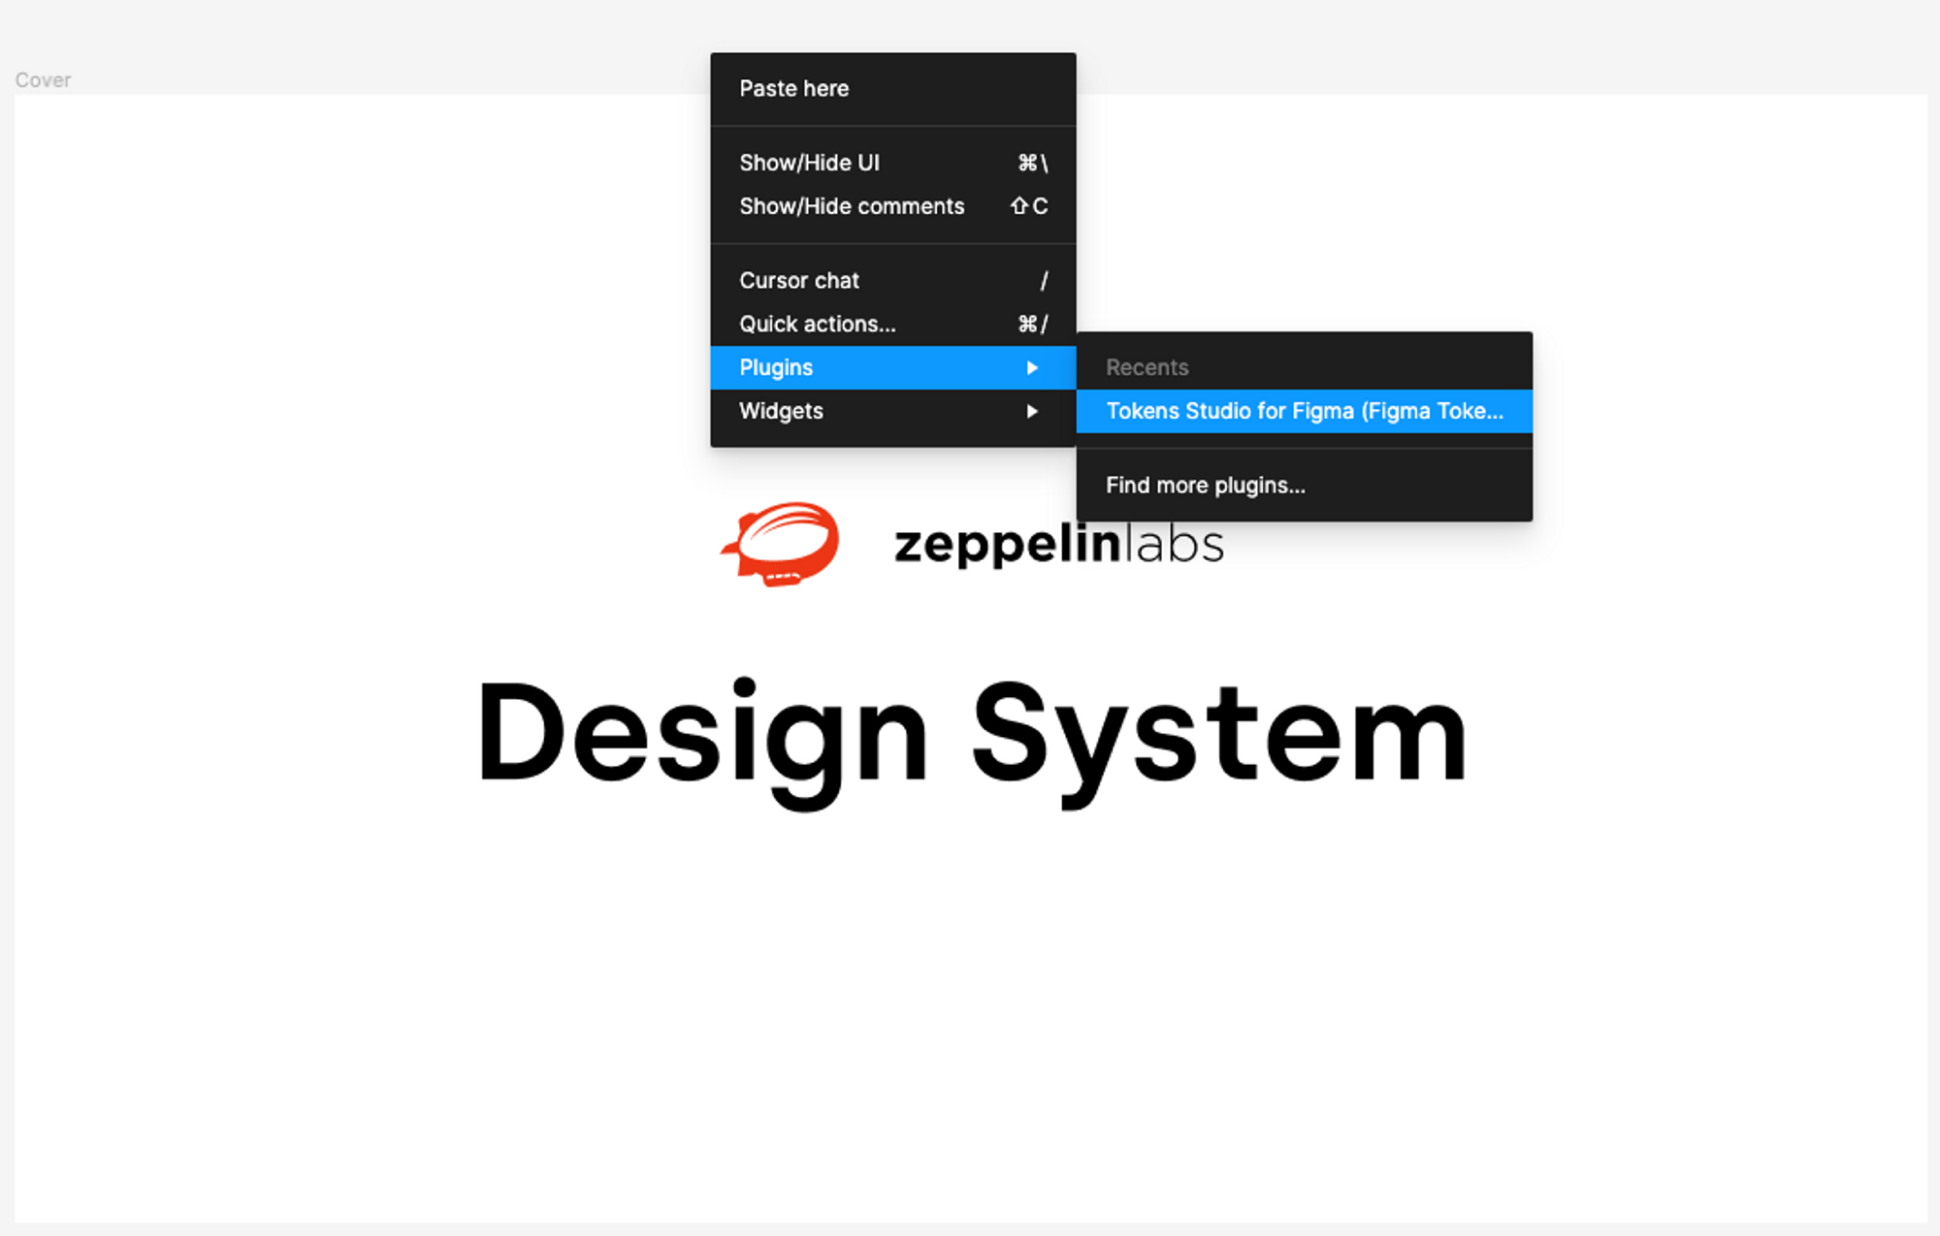 Cover
Paste here
Show/Hide UI ⌘\
Show/Hide comments ⇧C
Cursor chat /
Quick actions... ⌘/
Plugins
Widgets
Recents
Tokens Studio for Figma (Figma Toke...
Find more plugins...
zeppelinlabs
Design System